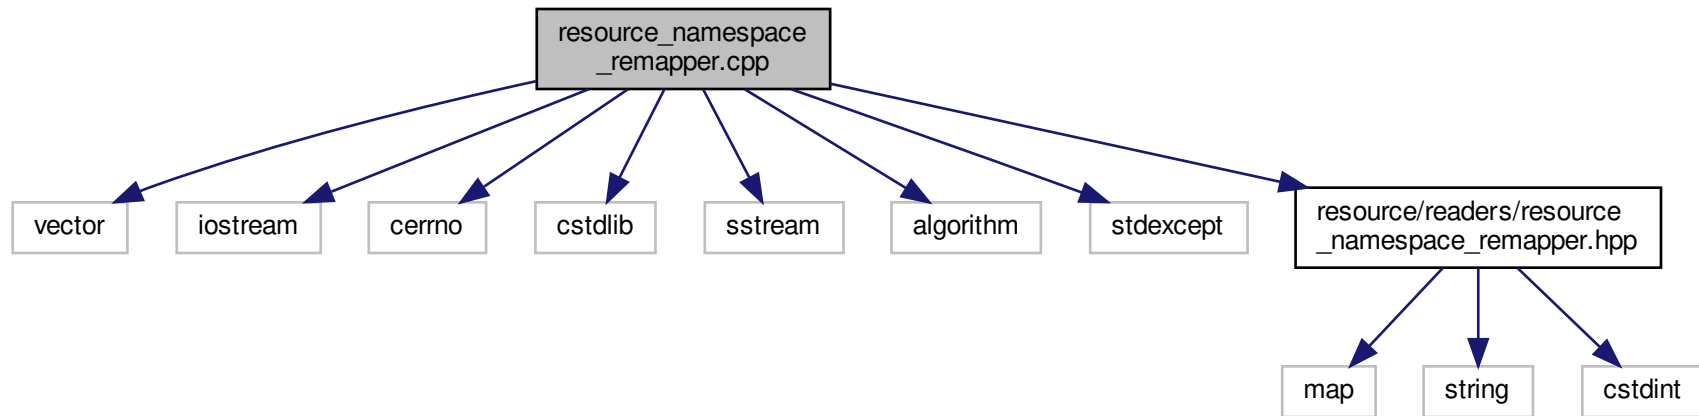 resource_namespace
_remapper.cpp
vector
iostream
cerrno
cstdlib
sstream
algorithm
stdexcept
resource/readers/resource
_namespace_remapper.hpp
map
string
cstdint